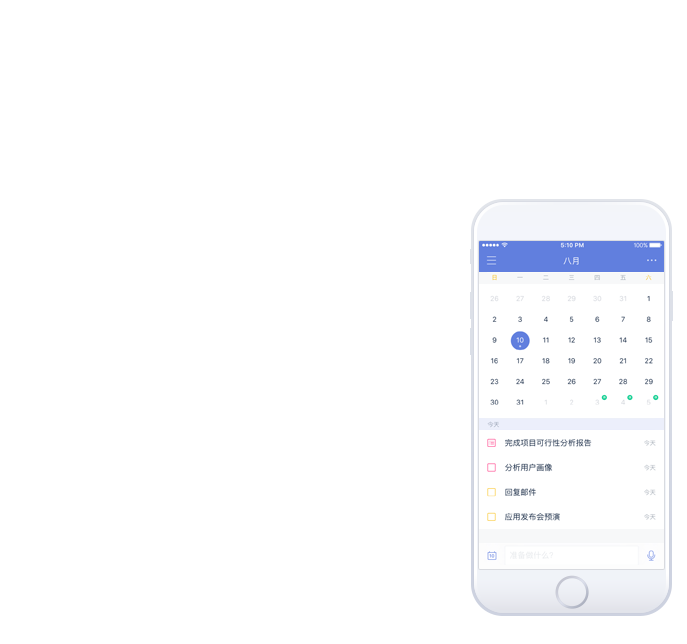 5:10 PM 100%
八月
日 一 二 三 四 五 六
26 27 28 29 30 31 1
2 3 4 5 6 7 8
9 10 11 12 13 14 15
16 17 18 19 20 21 22
23 24 25 26 27 28 29
30 31 1 2 3 4 5
今天
完成项目可行性分析报告 今天
分析用户画像 今天
回复邮件 今天
应用发布会预演 今天
准备做什么?